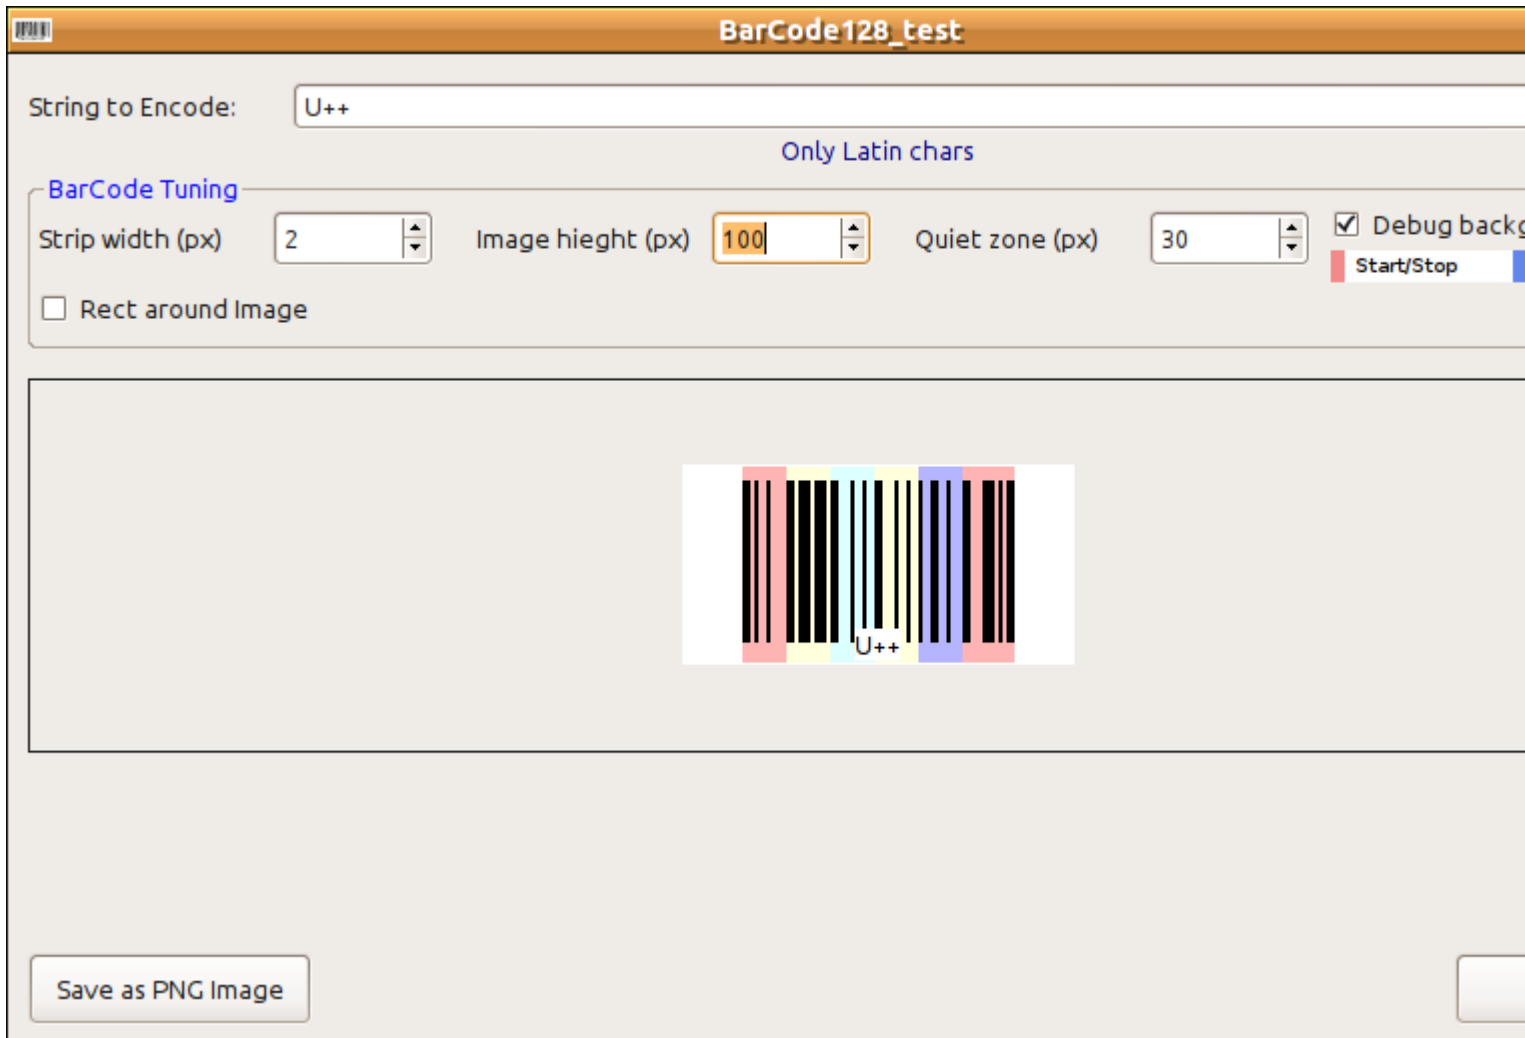 BarCode128_test
String to Encode: U++
Only Latin chars
BarCode Tuning
Strip width (px) 2 Image hieght (px) 100 Quiet zone (px) 30 Debug backg
Start/Stop
Rect around Image
U++
Save as PNG Image